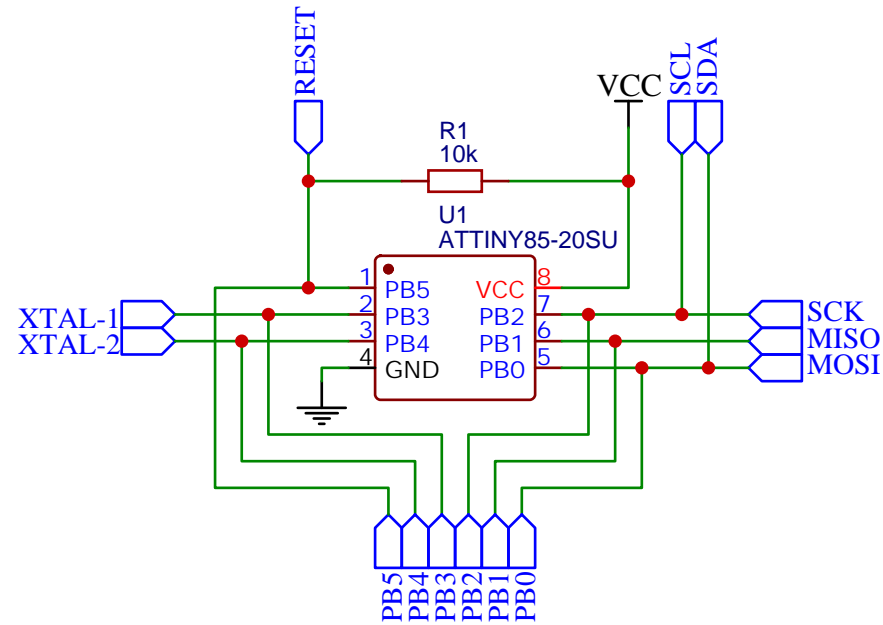 RESET
VCC
SCL
SDA
R1
10k
U1
ATTINY85-20SU
1
PB5
VCC
8
XTAL-1
2
PB3
PB2
7
SCK
XTAL-2
3
PB4
PB1
6
MISO
4
GND
PB0
5
MOSI
PB5
PB4
PB3
PB2
PB1
PB0